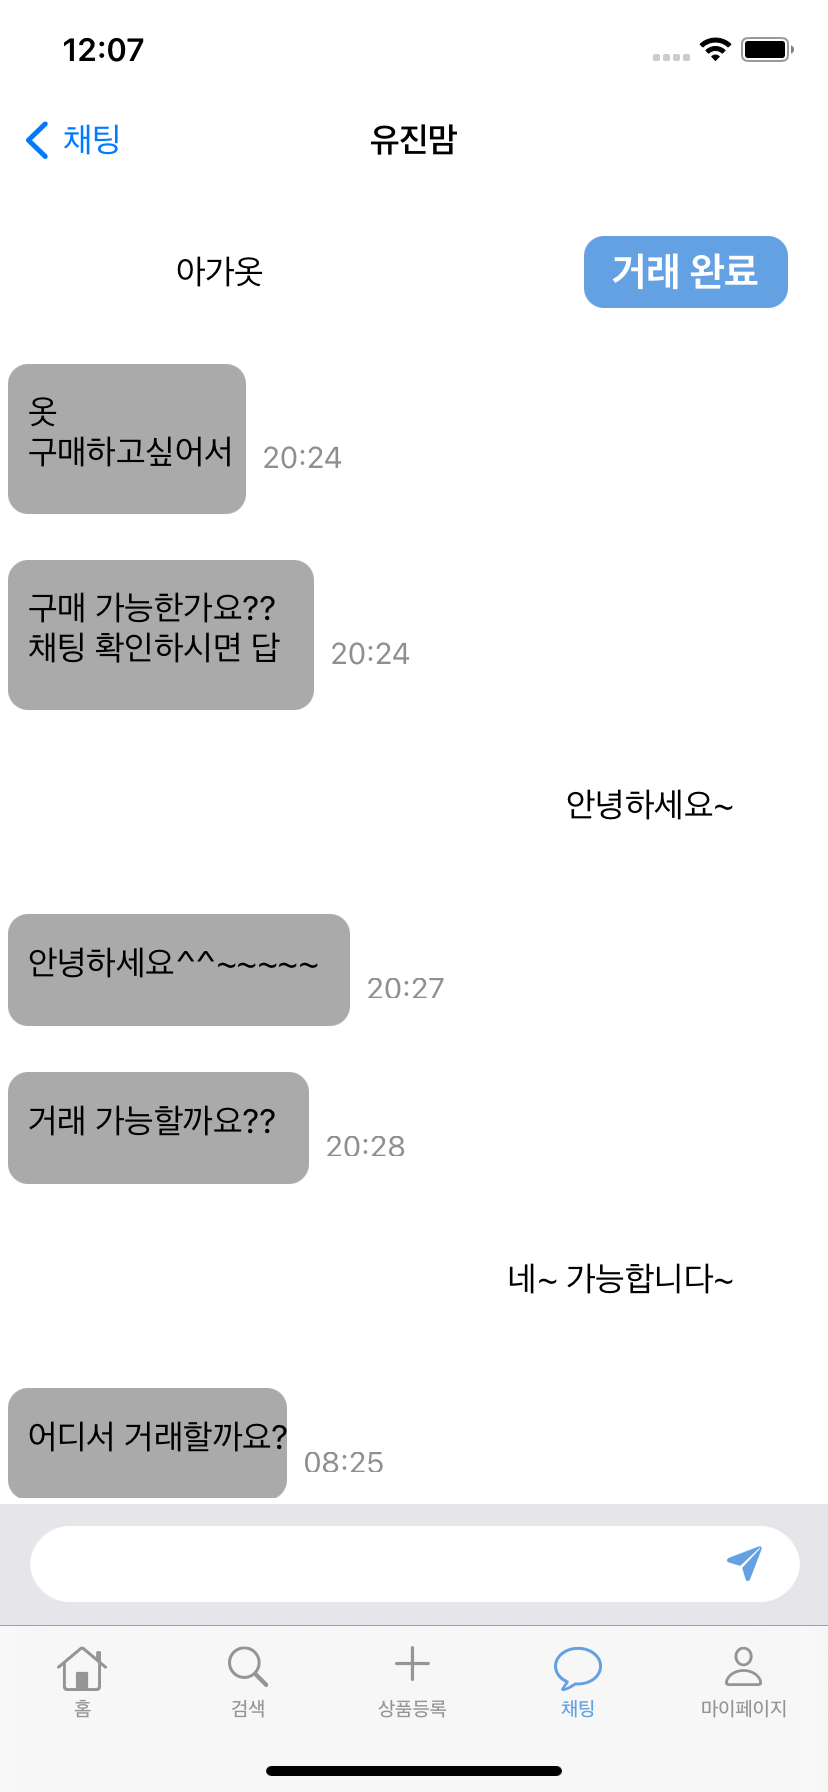 12:07
채팅
유진맘
아가옷
거래 완료
옷
구매하고싶어서
20:24
구매 가능한가요??
채팅 확인하시면 답
20:24
안녕하세요~
안녕하세요^^~~~~~
20:27
거래 가능할까요??
20:28
네~ 가능합니다~
어디서 거래할까요?
08:25
홈
검색
상품등록
채팅
마이페이지